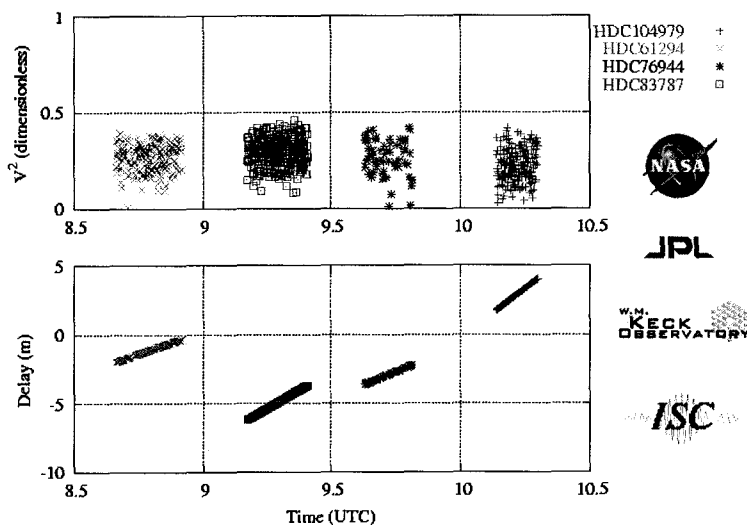 1
0.5
0
V² (dimensionless)
8.5 9 9.5 10 10.5
HDC104979
HDC61294
HDC76944
HDC83787
NASA
JPL
W.M.
KECK
OBSERVATORY
ISC
5
0
-5
-10
Delay (m)
8.5 9 9.5 10 10.5
Time (UTC)